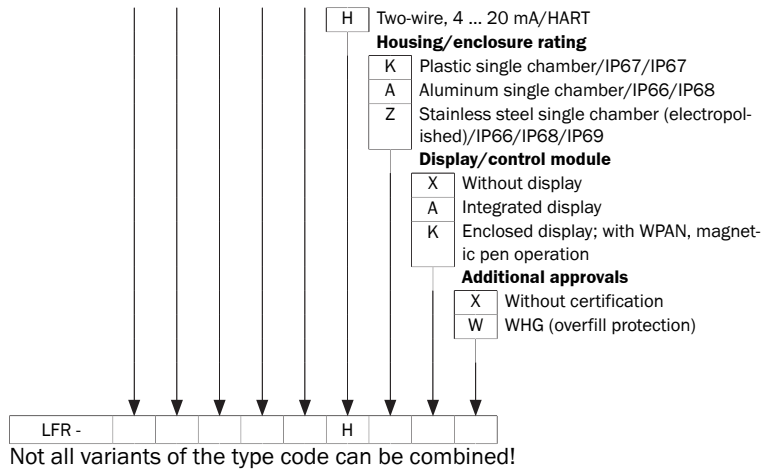 H Two-wire, 4 ... 20 mA/HART
Housing/enclosure rating
K Plastic single chamber/IP67/IP67
A Aluminum single chamber/IP66/IP68
Z Stainless steel single chamber (electropol-
ished)/IP66/IP68/IP69
Display/control module
X Without display
A Integrated display
K Enclosed display; with WPAN, magnet-
ic pen operation
Additional approvals
X Without certification
W WHG (overfill protection)
LFR - H
Not all variants of the type code can be combined!